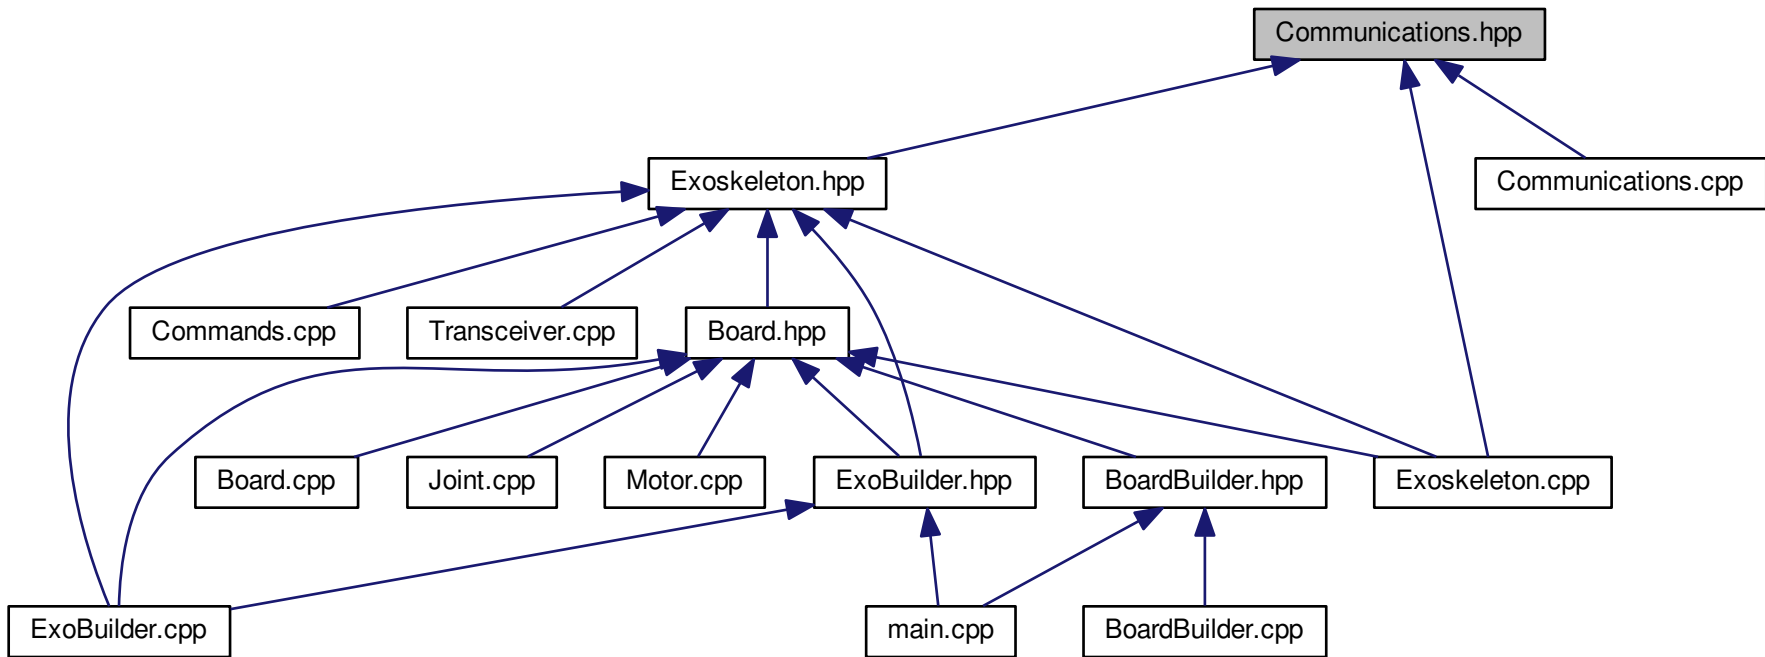 Communications.hpp
Exoskeleton.hpp
Communications.cpp
Commands.cpp
Transceiver.cpp
Board.hpp
Board.cpp
Joint.cpp
Motor.cpp
ExoBuilder.hpp
BoardBuilder.hpp
Exoskeleton.cpp
ExoBuilder.cpp
main.cpp
BoardBuilder.cpp